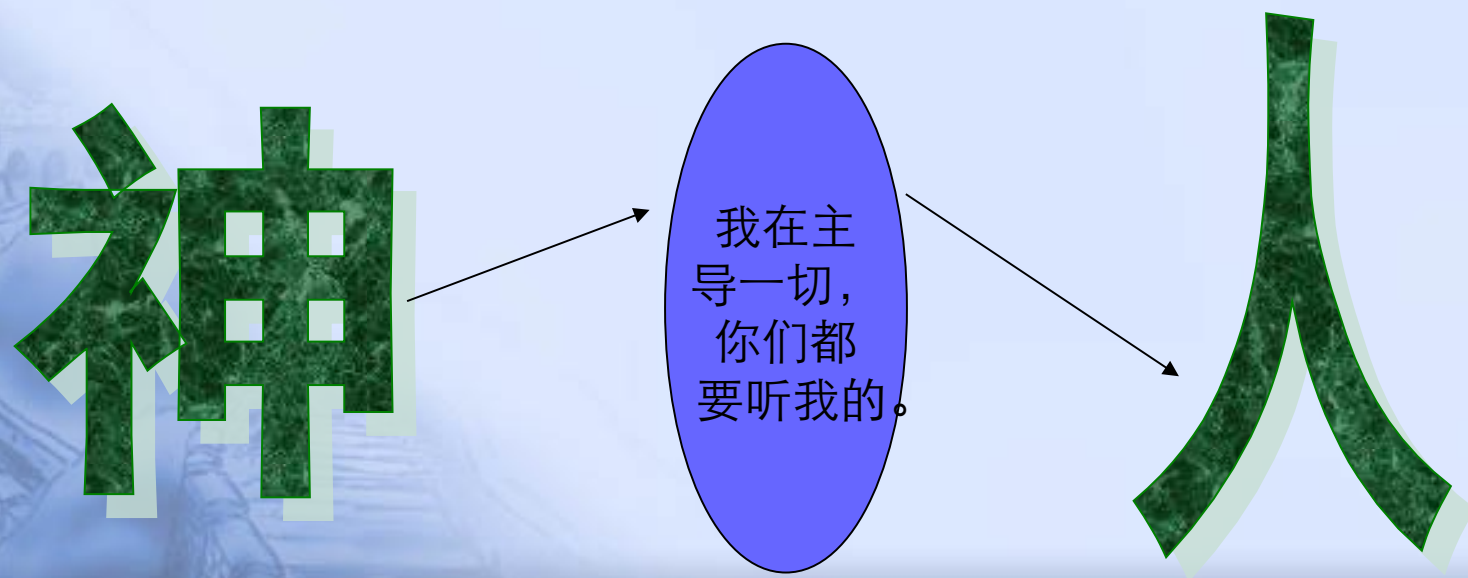 神
我在主
导一切，
你们都
要听我的。
人